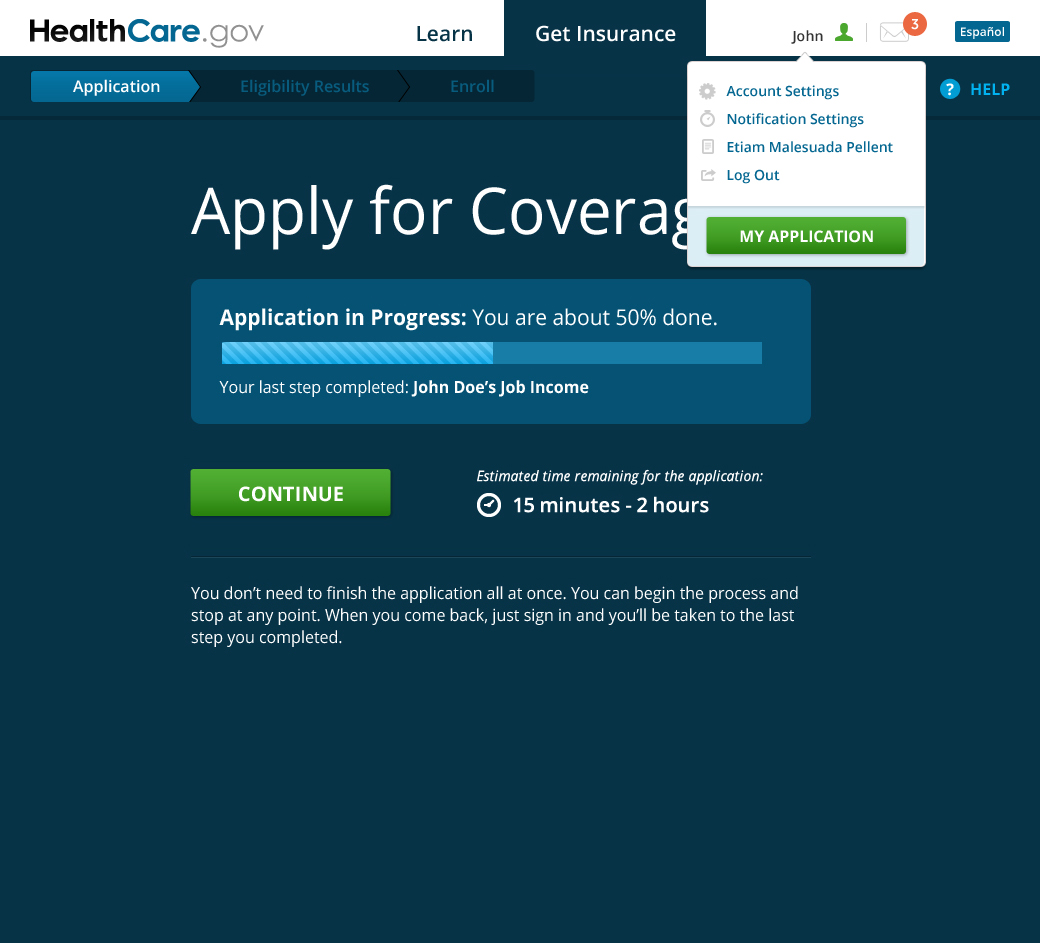 HealthCare.gov
Learn
Get Insurance
John
3
Español
Application
Eligibility Results
Enroll
? HELP
Account Settings
Notification Settings
Etiam Malesuada Pellent
Log Out
MY APPLICATION
Apply for Coverag
Application in Progress: You are about 50% done.
Your last step completed: John Doe’s Job Income
CONTINUE
Estimated time remaining for the application:
15 minutes - 2 hours
You don’t need to finish the application all at once. You can begin the process and
stop at any point. When you come back, just sign in and you’ll be taken to the last
step you completed.